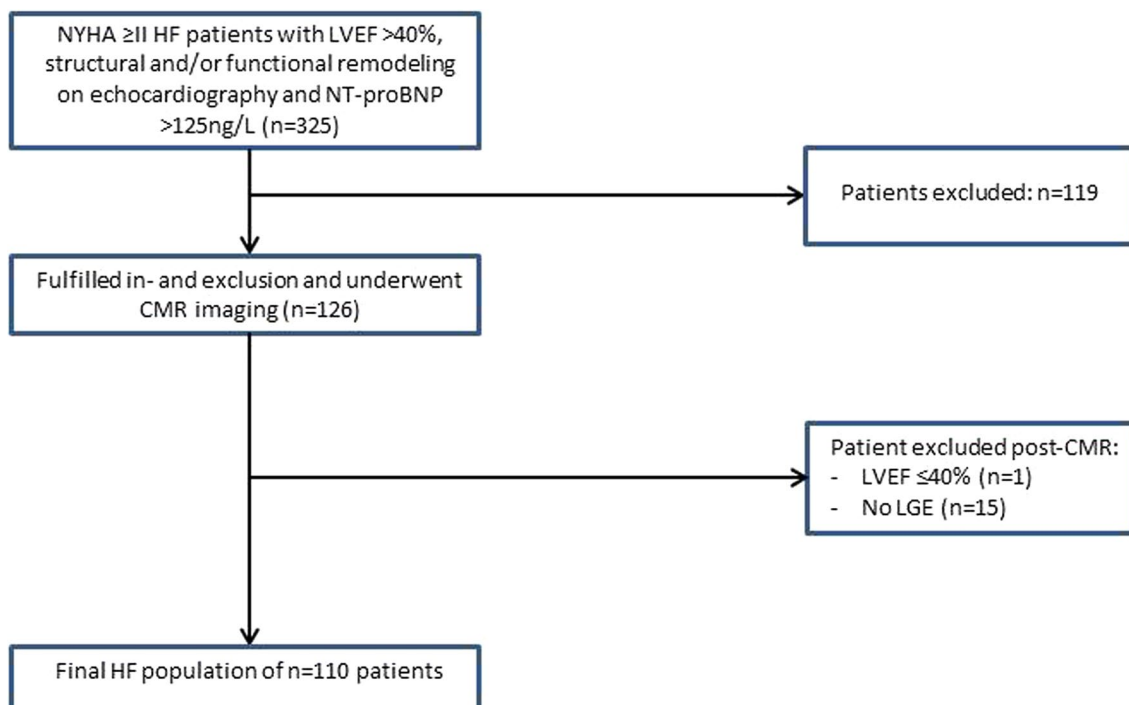 NYHA ≥II HF patients with LVEF >40%,
structural and/or functional remodeling
on echocardiography and NT-proBNP
>125ng/L (n=325)
Patients excluded: n=119
Fulfilled in- and exclusion and underwent
CMR imaging (n=126)
Patient excluded post-CMR:
- LVEF ≤40% (n=1)
- No LGE (n=15)
Final HF population of n=110 patients